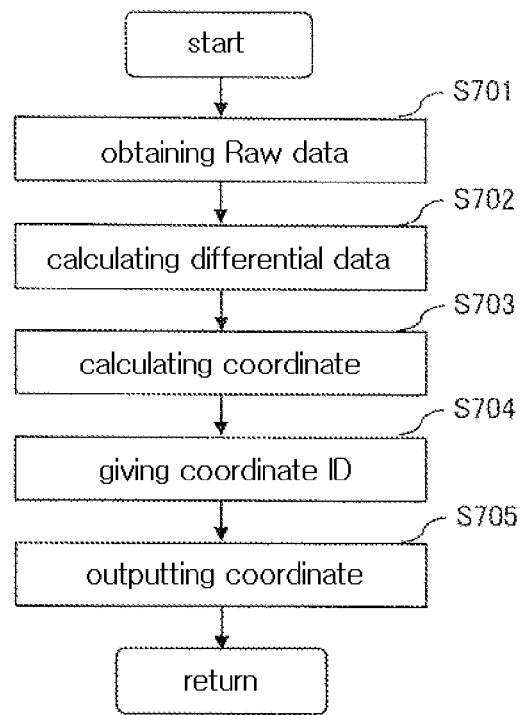 start
S701
obtaining Raw data
S702
calculating differential data
S703
calculating coordinate
S704
giving coordinate ID
S705
outputting coordinate
return